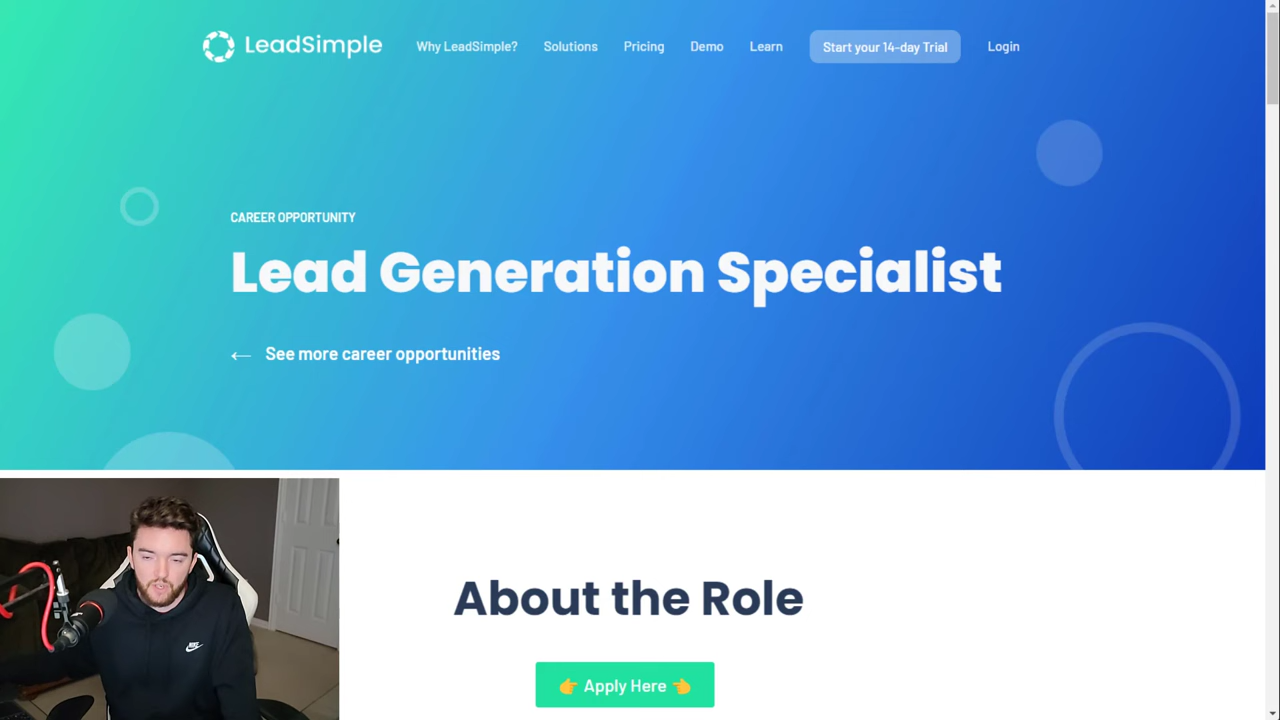 LeadSimple
Why LeadSimple? Solutions Pricing Demo Learn Start your 14-day Trial Login
CAREER OPPORTUNITY
Lead Generation Specialist
← See more career opportunities
About the Role
👉 Apply Here 👈
NIKE